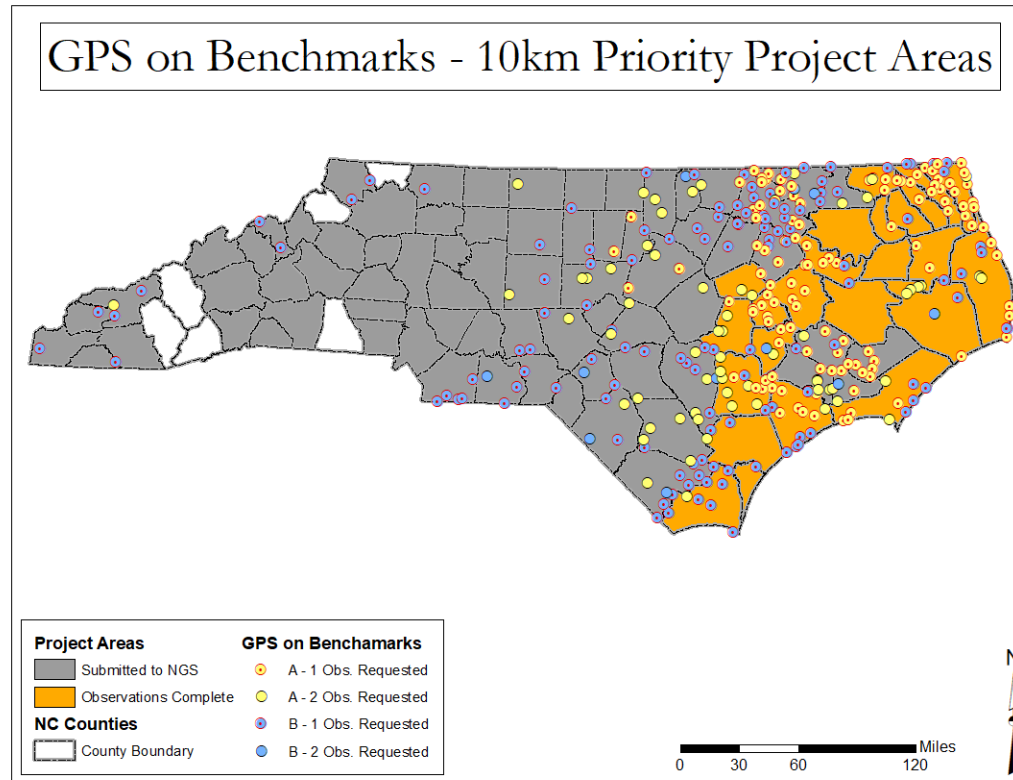 GPS on Benchmarks - 10km Priority Project Areas
Project Areas
Submitted to NGS
Observations Complete
NC Counties
County Boundary
GPS on Benchamarks
A - 1 Obs. Requested
A - 2 Obs. Requested
B - 1 Obs. Requested
B - 2 Obs. Requested
N
Miles
0 30 60 120